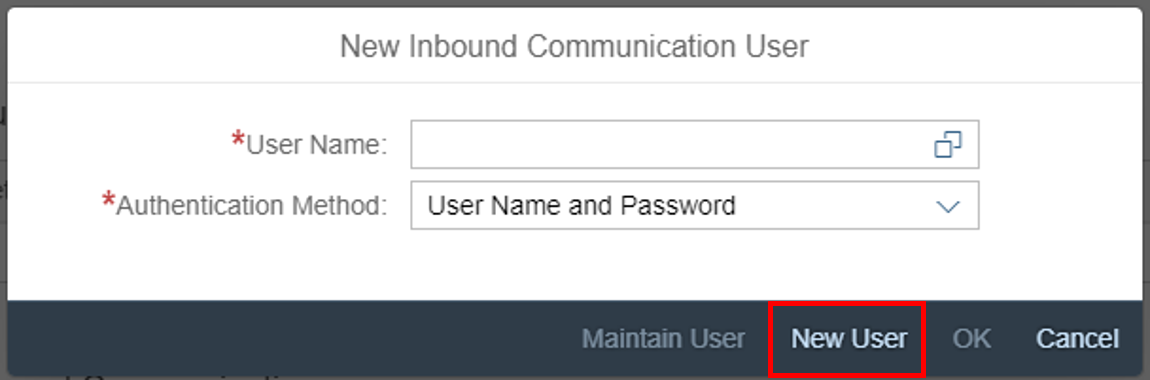 New Inbound Communication User
*User Name:
*Authentication Method: User Name and Password
Maintain User New User OK Cancel